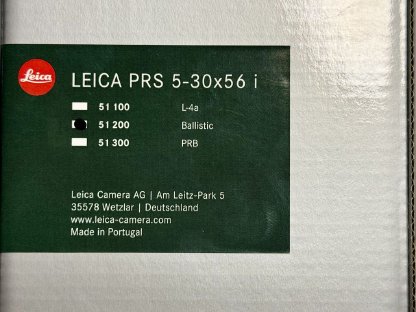 Leica
LEICA PRS 5-30x56 i
51 100 L-4a
51 200 Ballistic
51 300 PRB
Leica Camera AG | Am Leitz-Park 5
35578 Wetzlar | Deutschland
www.leica-camera.com
Made in Portugal